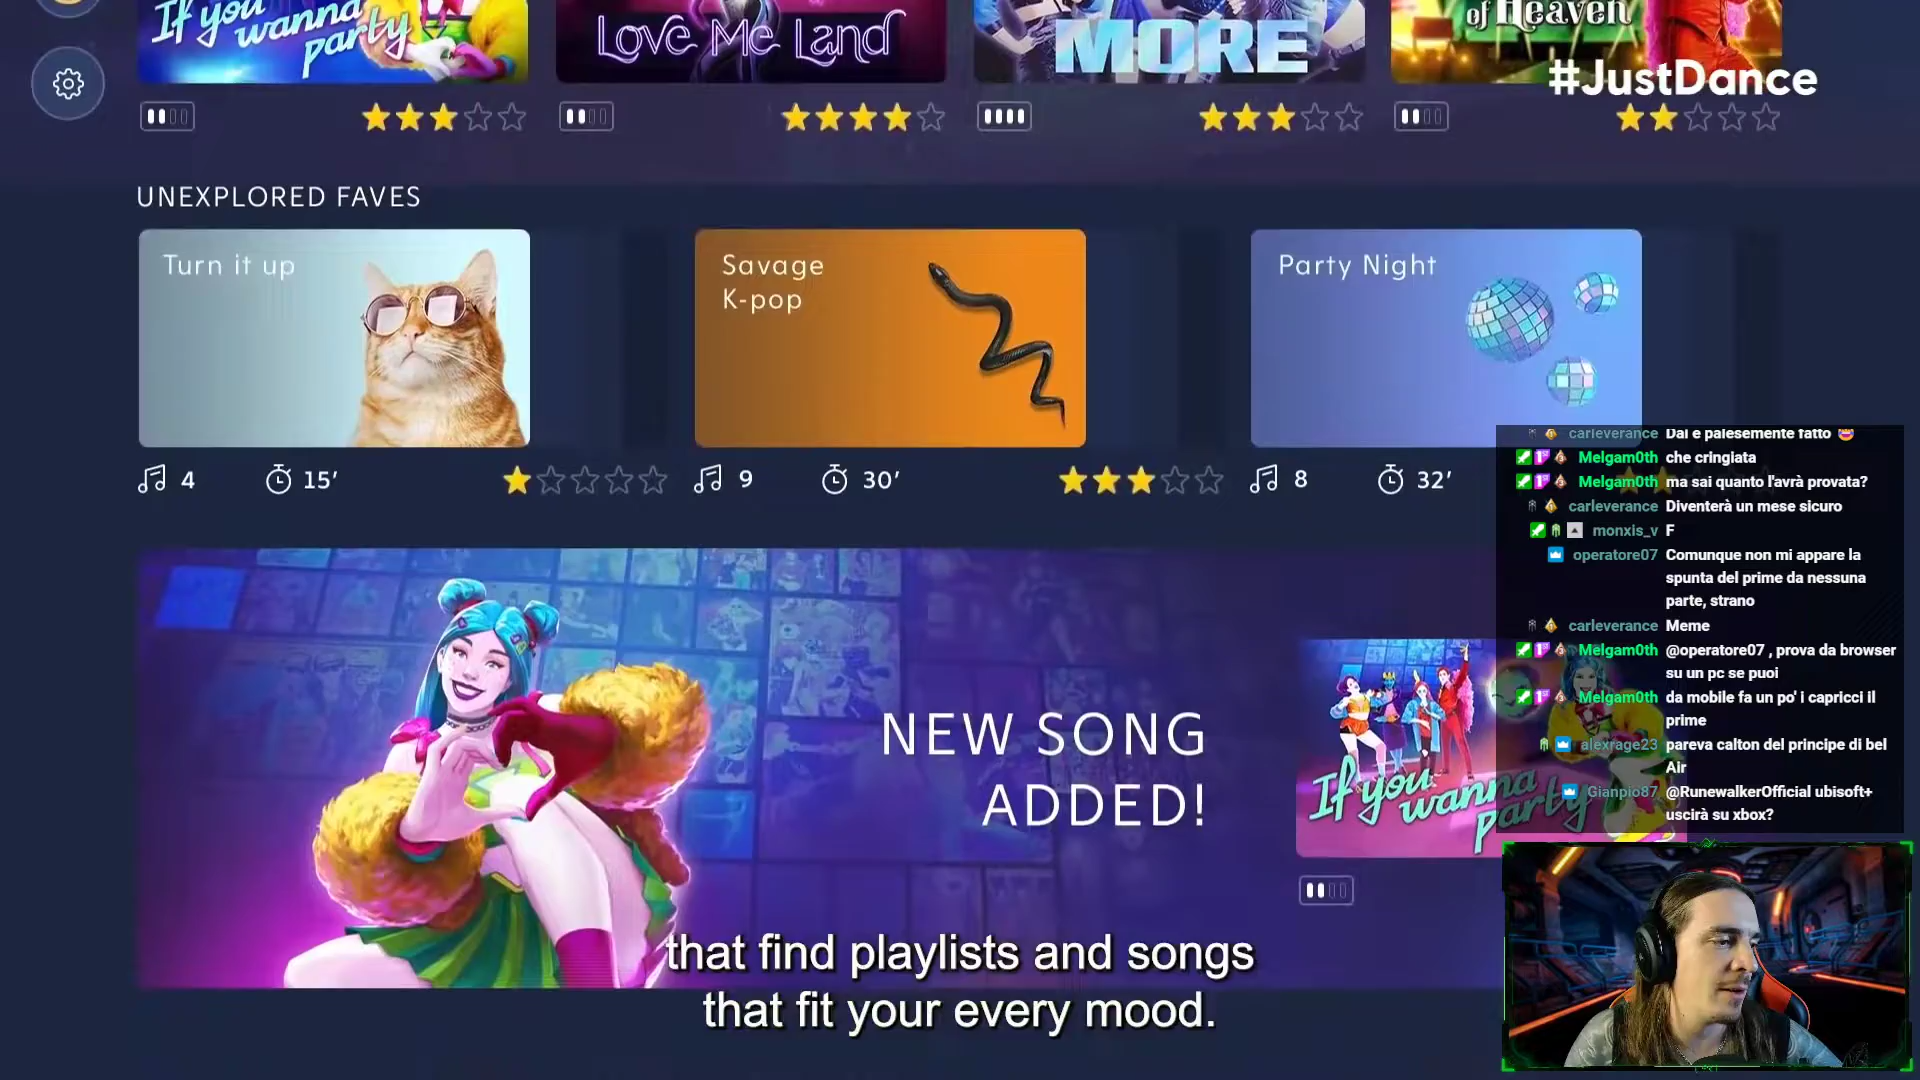 If you
wanna
party
Love Me Land
MORE
of Heaven
#JustDance
UNEXPLORED FAVES
Turn it up
Savage
K-pop
Party Night
4 15’
9 30’
8 32’
NEW SONG
ADDED!
If you
wanna
party
that find playlists and songs
that fit your every mood.
carleverance Dai è palesemente fatto
Melgam0th che cringiata
Melgam0th ma sai quanto l'avrà provata?
carleverance Diventerà un mese sicuro
monxis_v F
operatore07 Comunque non mi appare la
spunta del prime da nessuna
parte, strano
carleverance Meme
Melgam0th @operatore07 , prova da browser
su un pc se puoi
Melgam0th da mobile fa un po' i capricci il
prime
alexrage23 pareva calton del principe di bel
Air
Gianpio87 @RunewalkerOfficial ubisoft+
uscirà su xbox?